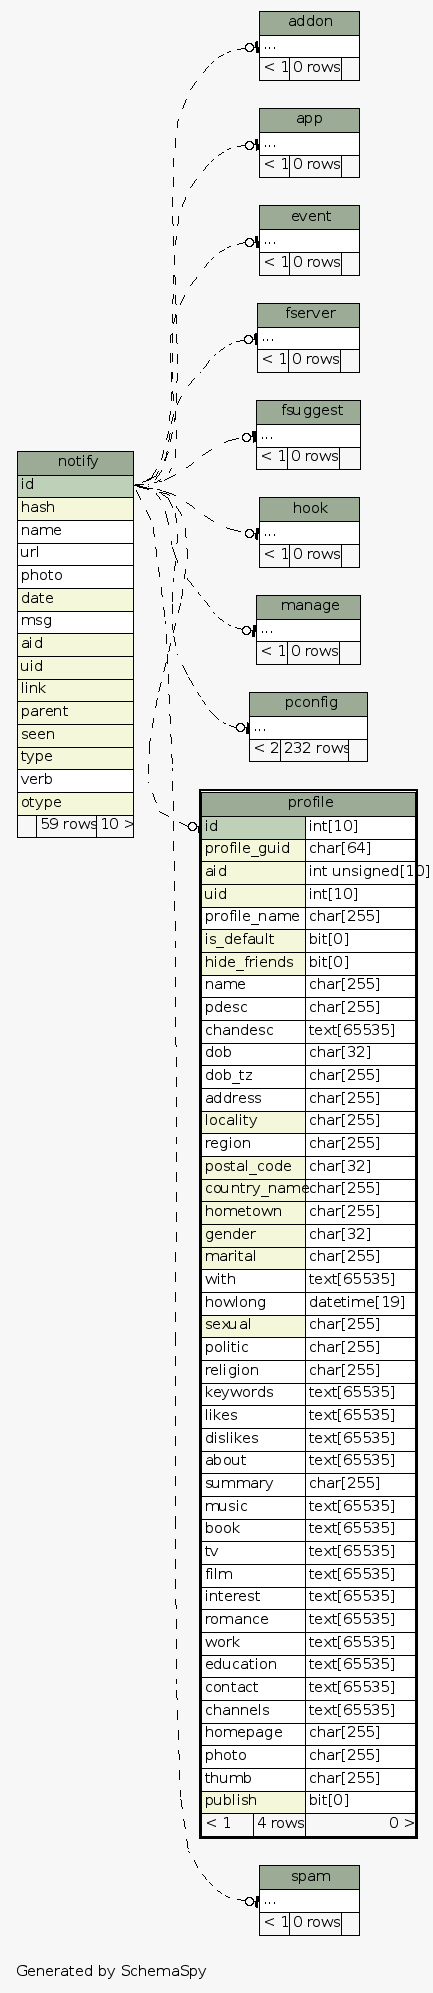 addon
...
< 1 0 rows
app
...
< 1 0 rows
event
...
< 1 0 rows
fserver
...
< 1 0 rows
fsuggest
...
< 1 0 rows
notify
id
hash
name
url
photo
date
msg
aid
uid
link
parent
seen
type
verb
otype
59 rows 10 >
hook
...
< 1 0 rows
manage
...
< 1 0 rows
pconfig
...
< 2 232 rows
profile
id int[10]
profile_guid char[64]
aid int unsigned[10]
uid int[10]
profile_name char[255]
is_default bit[0]
hide_friends bit[0]
name char[255]
pdesc char[255]
chandesc text[65535]
dob char[32]
dob_tz char[255]
address char[255]
locality char[255]
region char[255]
postal_code char[32]
country_name char[255]
hometown char[255]
gender char[32]
marital char[255]
with text[65535]
howlong datetime[19]
sexual char[255]
politic char[255]
religion char[255]
keywords text[65535]
likes text[65535]
dislikes text[65535]
about text[65535]
summary char[255]
music text[65535]
book text[65535]
tv text[65535]
film text[65535]
interest text[65535]
romance text[65535]
work text[65535]
education text[65535]
contact text[65535]
channels text[65535]
homepage char[255]
photo char[255]
thumb char[255]
publish bit[0]
< 1 4 rows 0 >
spam
...
< 1 0 rows
Generated by SchemaSpy